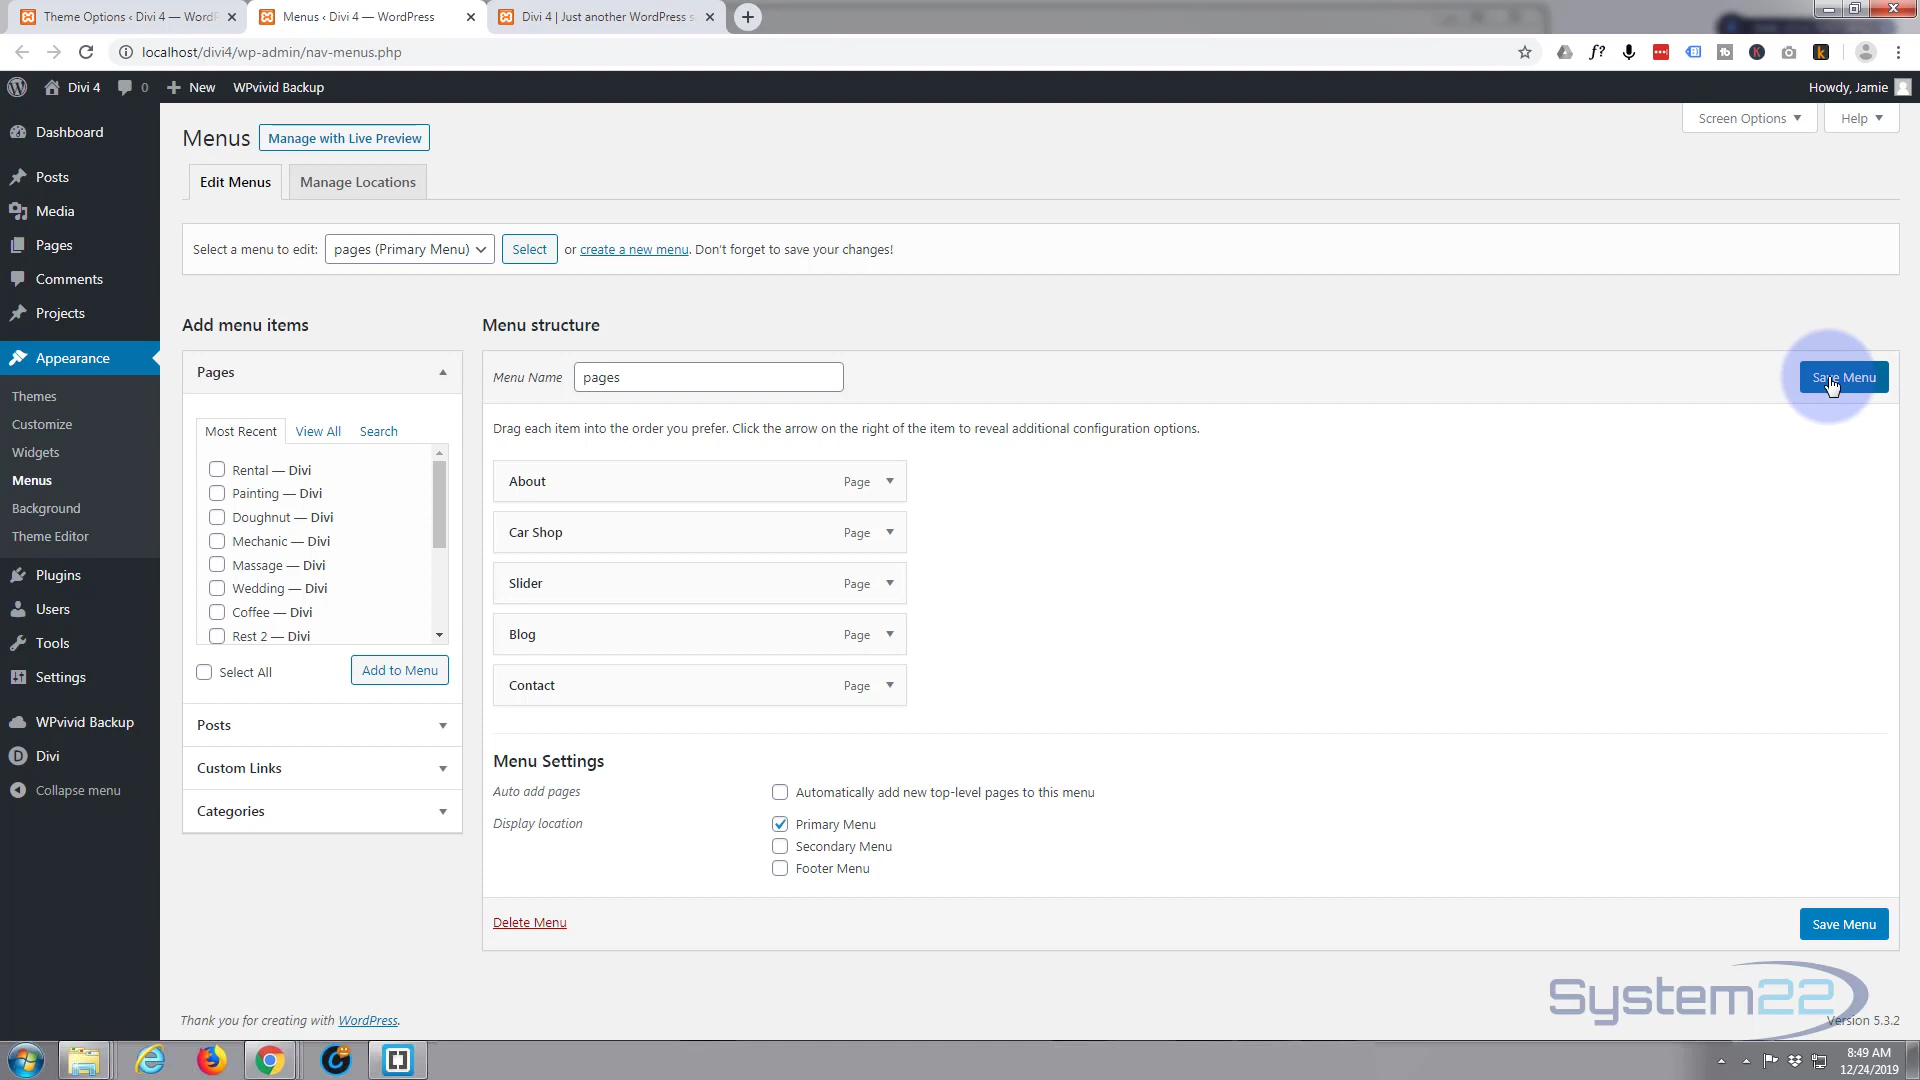 Theme Options ‹ Divi 4 — WordP
Menus ‹ Divi 4 — WordPress
Divi 4 | Just another WordPress s
localhost/divi4/wp-admin/nav-menus.php
Divi 4
0
New
WPvivid Backup
Howdy, Jamie
Dashboard
Posts
Media
Pages
Comments
Projects
Appearance
Themes
Customize
Widgets
Menus
Background
Theme Editor
Plugins
Users
Tools
Settings
WPvivid Backup
Divi
Collapse menu
Screen Options
Help
Menus
Manage with Live Preview
Edit Menus
Manage Locations
Select a menu to edit: pages (Primary Menu) Select or create a new menu. Don't forget to save your changes!
Add menu items
Pages
Most Recent View All Search
Rental — Divi
Painting — Divi
Doughnut — Divi
Mechanic — Divi
Massage — Divi
Wedding — Divi
Coffee — Divi
Rest 2 — Divi
Select All
Add to Menu
Posts
Custom Links
Categories
Menu structure
Menu Name pages
Save Menu
Drag each item into the order you prefer. Click the arrow on the right of the item to reveal additional configuration options.
About Page
Car Shop Page
Slider Page
Blog Page
Contact Page
Menu Settings
Auto add pages
Automatically add new top-level pages to this menu
Display location
Primary Menu
Secondary Menu
Footer Menu
Delete Menu
Save Menu
System22
Thank you for creating with WordPress.
Version 5.3.2
8:49 AM
12/24/2019